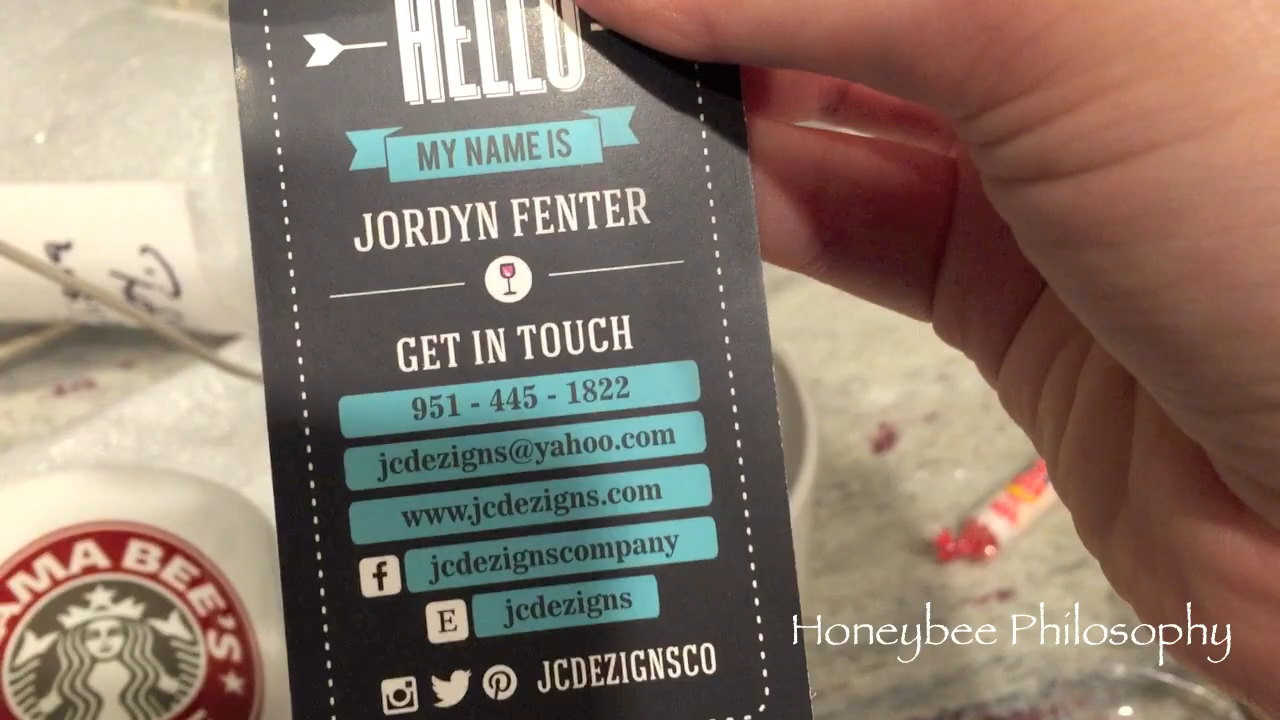 HELLO
MY NAME IS
JORDYN FENTER
GET IN TOUCH
951 - 445 - 1822
jcdezigns@yahoo.com
www.jcdezigns.com
f jcdezignscompany
E jcdezigns
JCDEZIGNSCO
AMA BEE'S
Honeybee Philosophy